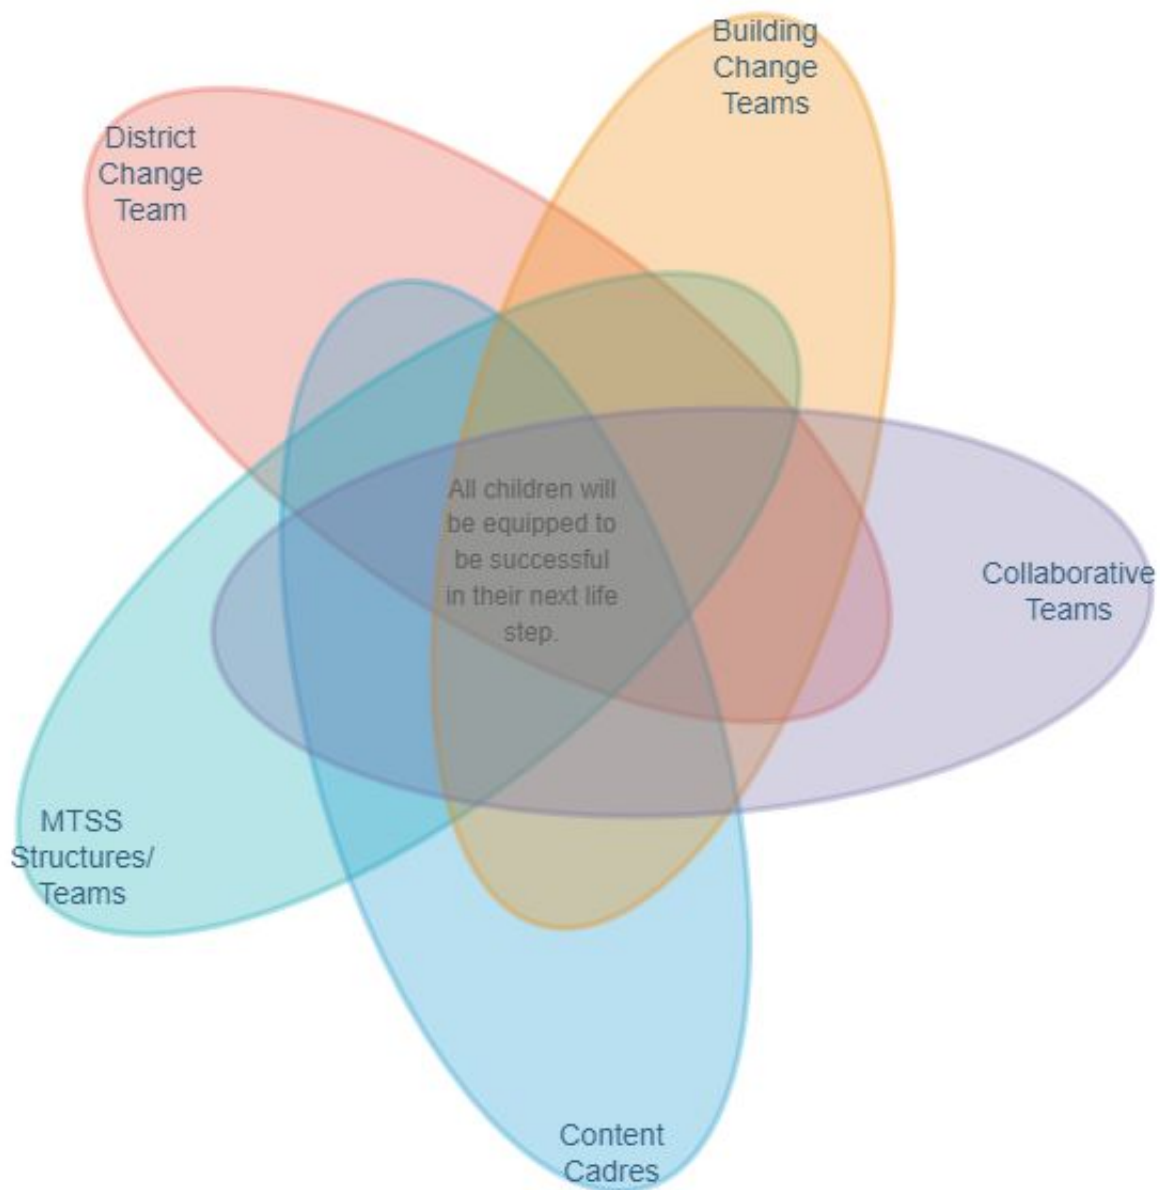 Building
Change
Teams
District
Change
Team
All children will
be equipped to
be successful
in their next life
step.
Collaborative
Teams
MTSS
Structures/
Teams
Content
Cadres